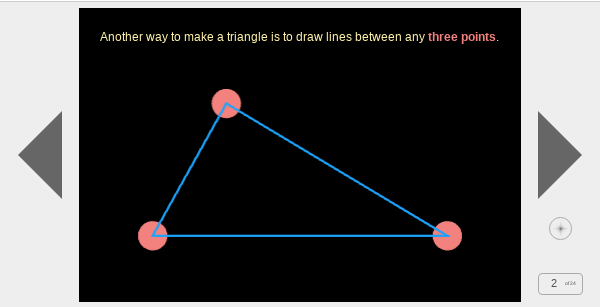 Another way to make a triangle is to draw lines between any three points.
2 of 24